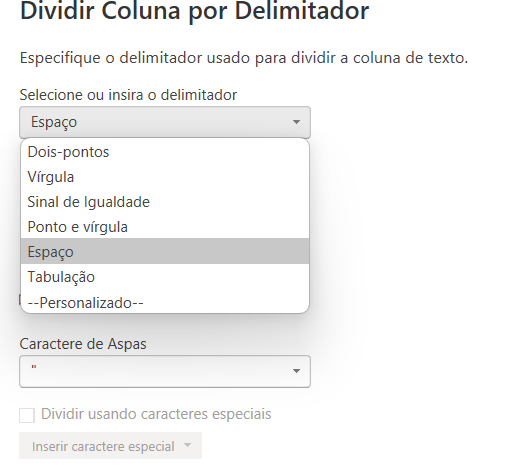 Dividir Coluna por Delimitador
Especifique o delimitador usado para dividir a coluna de texto.
Selecione ou insira o delimitador
Espaço
Dois-pontos
Vírgula
Sinal de Igualdade
Ponto e vírgula
Espaço
Tabulação
--Personalizado--
Caractere de Aspas
"
Dividir usando caracteres especiais
Inserir caractere especial